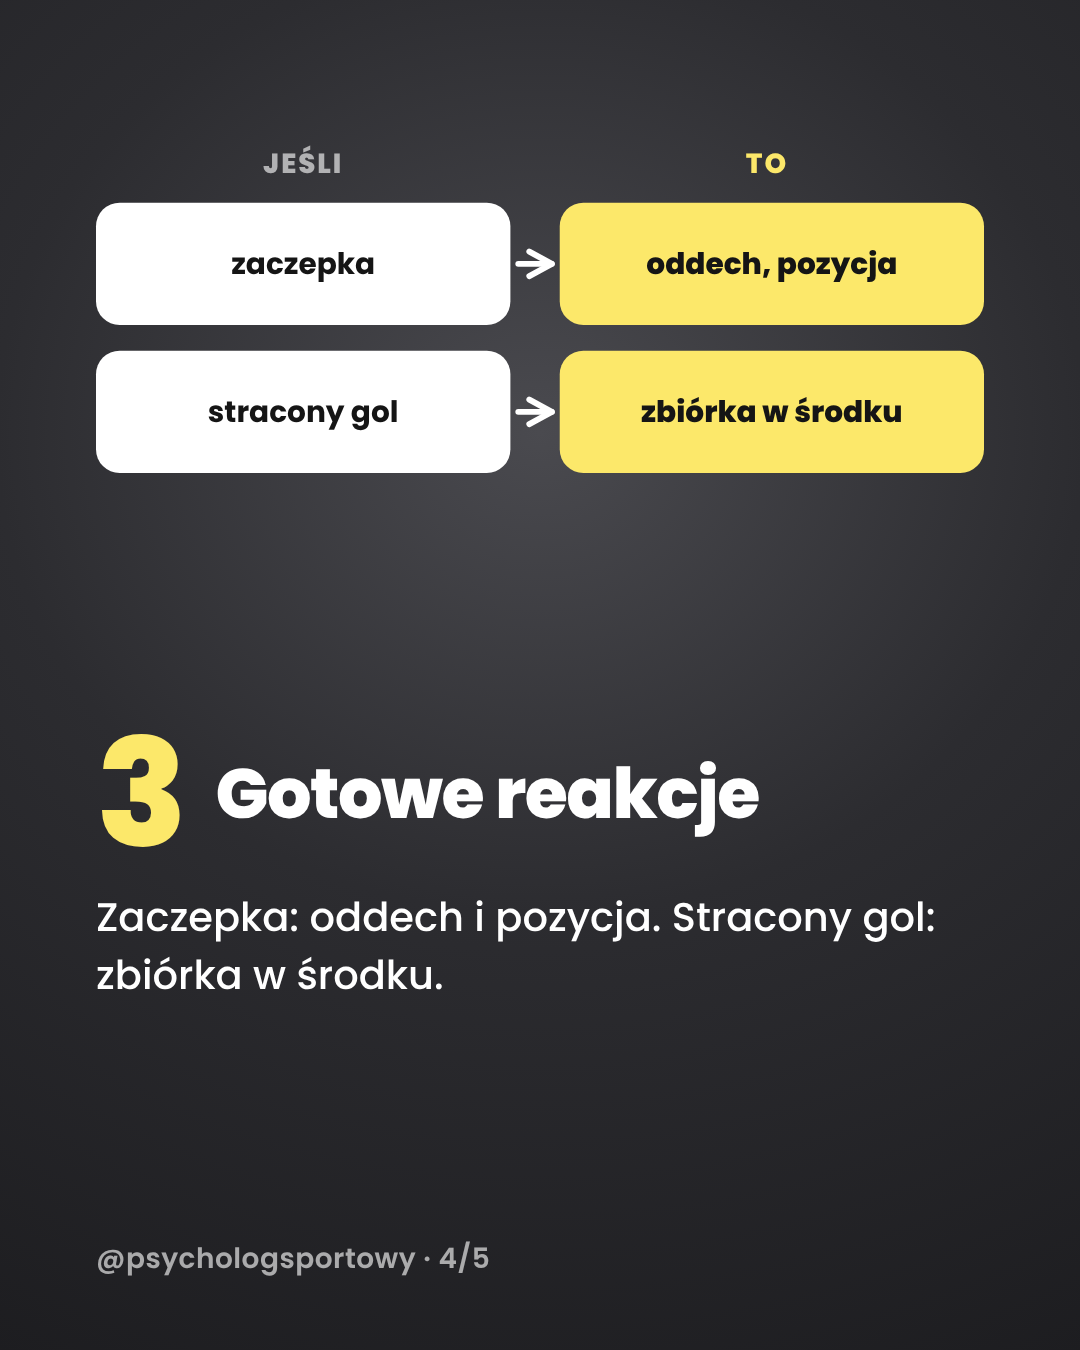 JEŚLI TO
zaczepka → oddech, pozycja
stracony gol → zbiórka w środku
3 Gotowe reakcje
Zaczepka: oddech i pozycja. Stracony gol:
zbiórka w środku.
@psychologsportowy · 4/5